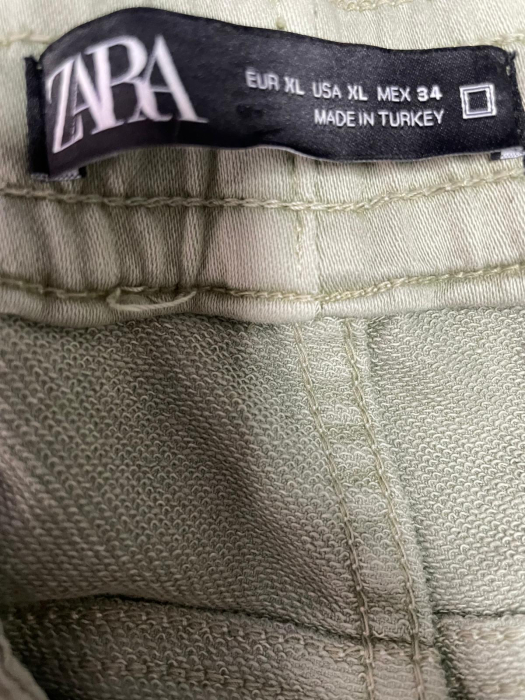 ZARA
EUR XL USA XL MEX 34
MADE IN TURKEY